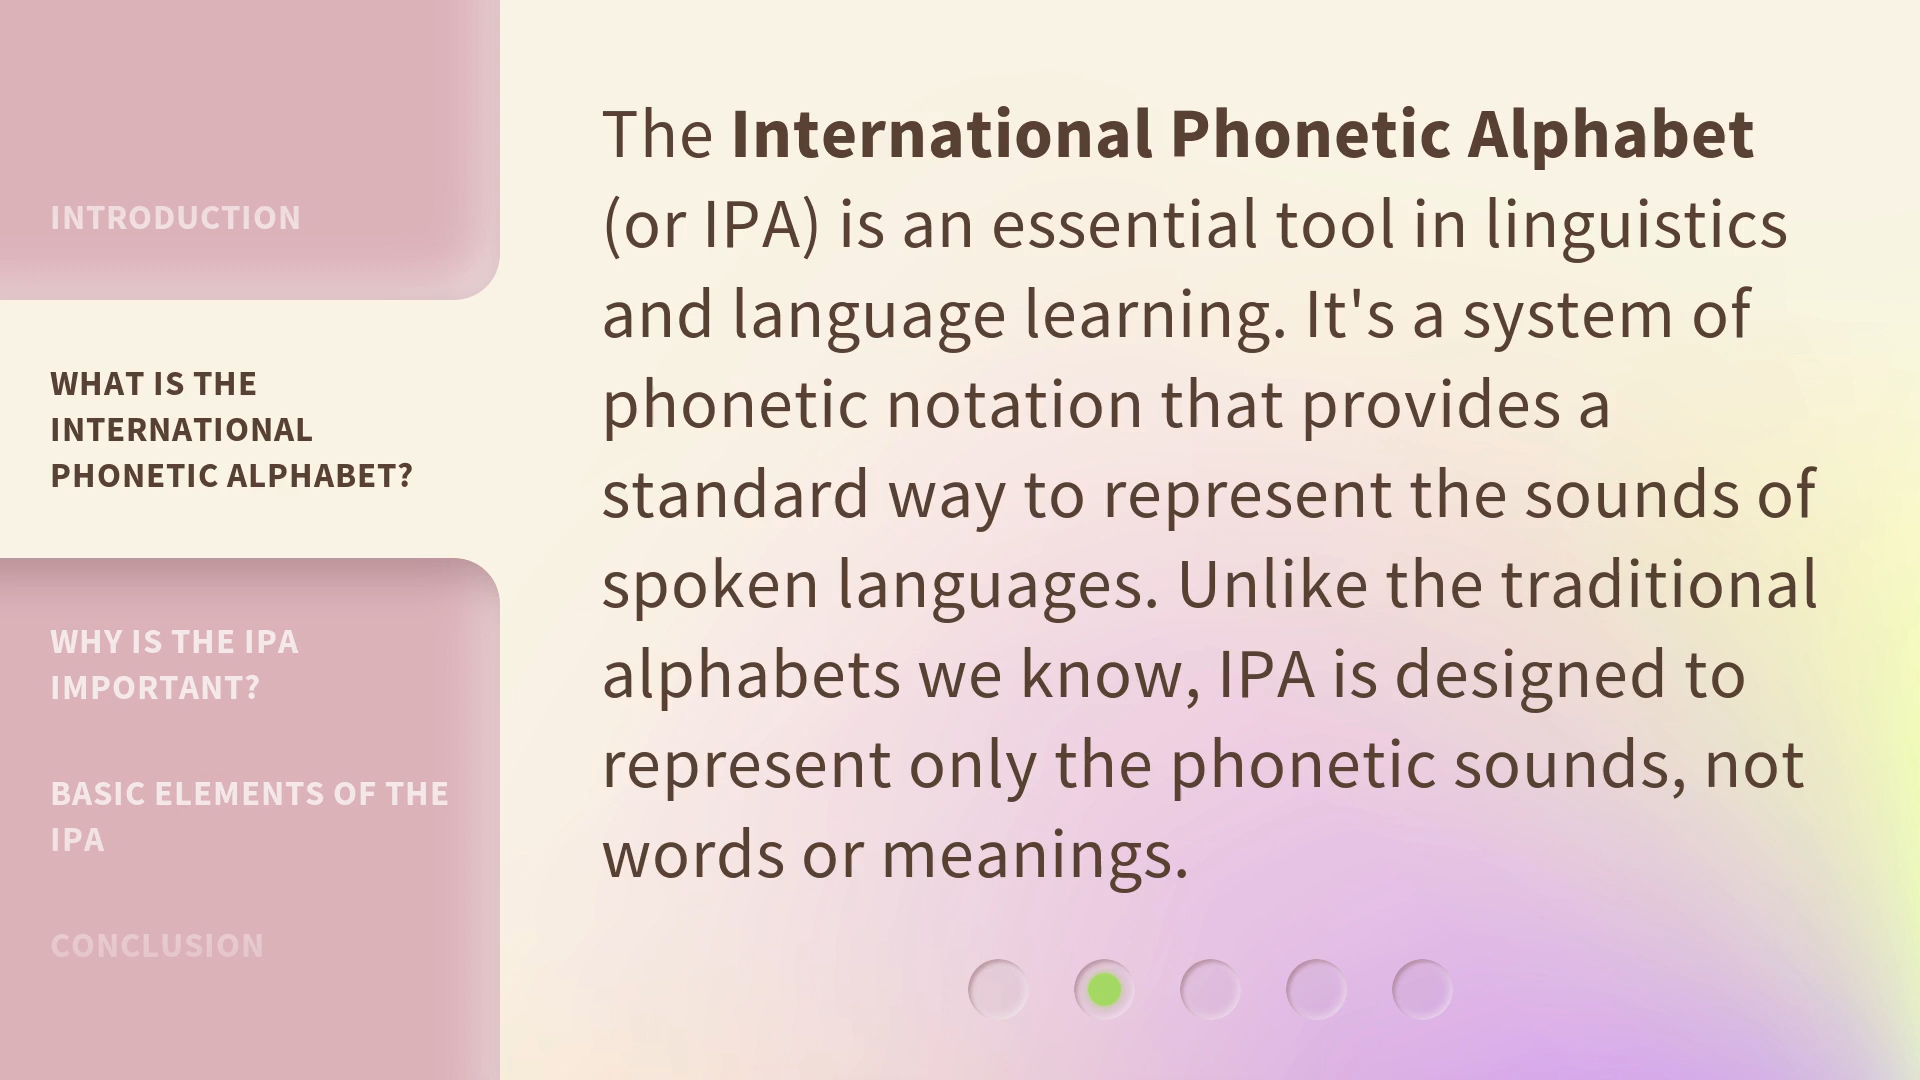 INTRODUCTION
WHAT IS THE
INTERNATIONAL
PHONETIC ALPHABET?
WHY IS THE IPA
IMPORTANT?
BASIC ELEMENTS OF THE
IPA
CONCLUSION
The International Phonetic Alphabet
(or IPA) is an essential tool in linguistics
and language learning. It's a system of
phonetic notation that provides a
standard way to represent the sounds of
spoken languages. Unlike the traditional
alphabets we know, IPA is designed to
represent only the phonetic sounds, not
words or meanings.